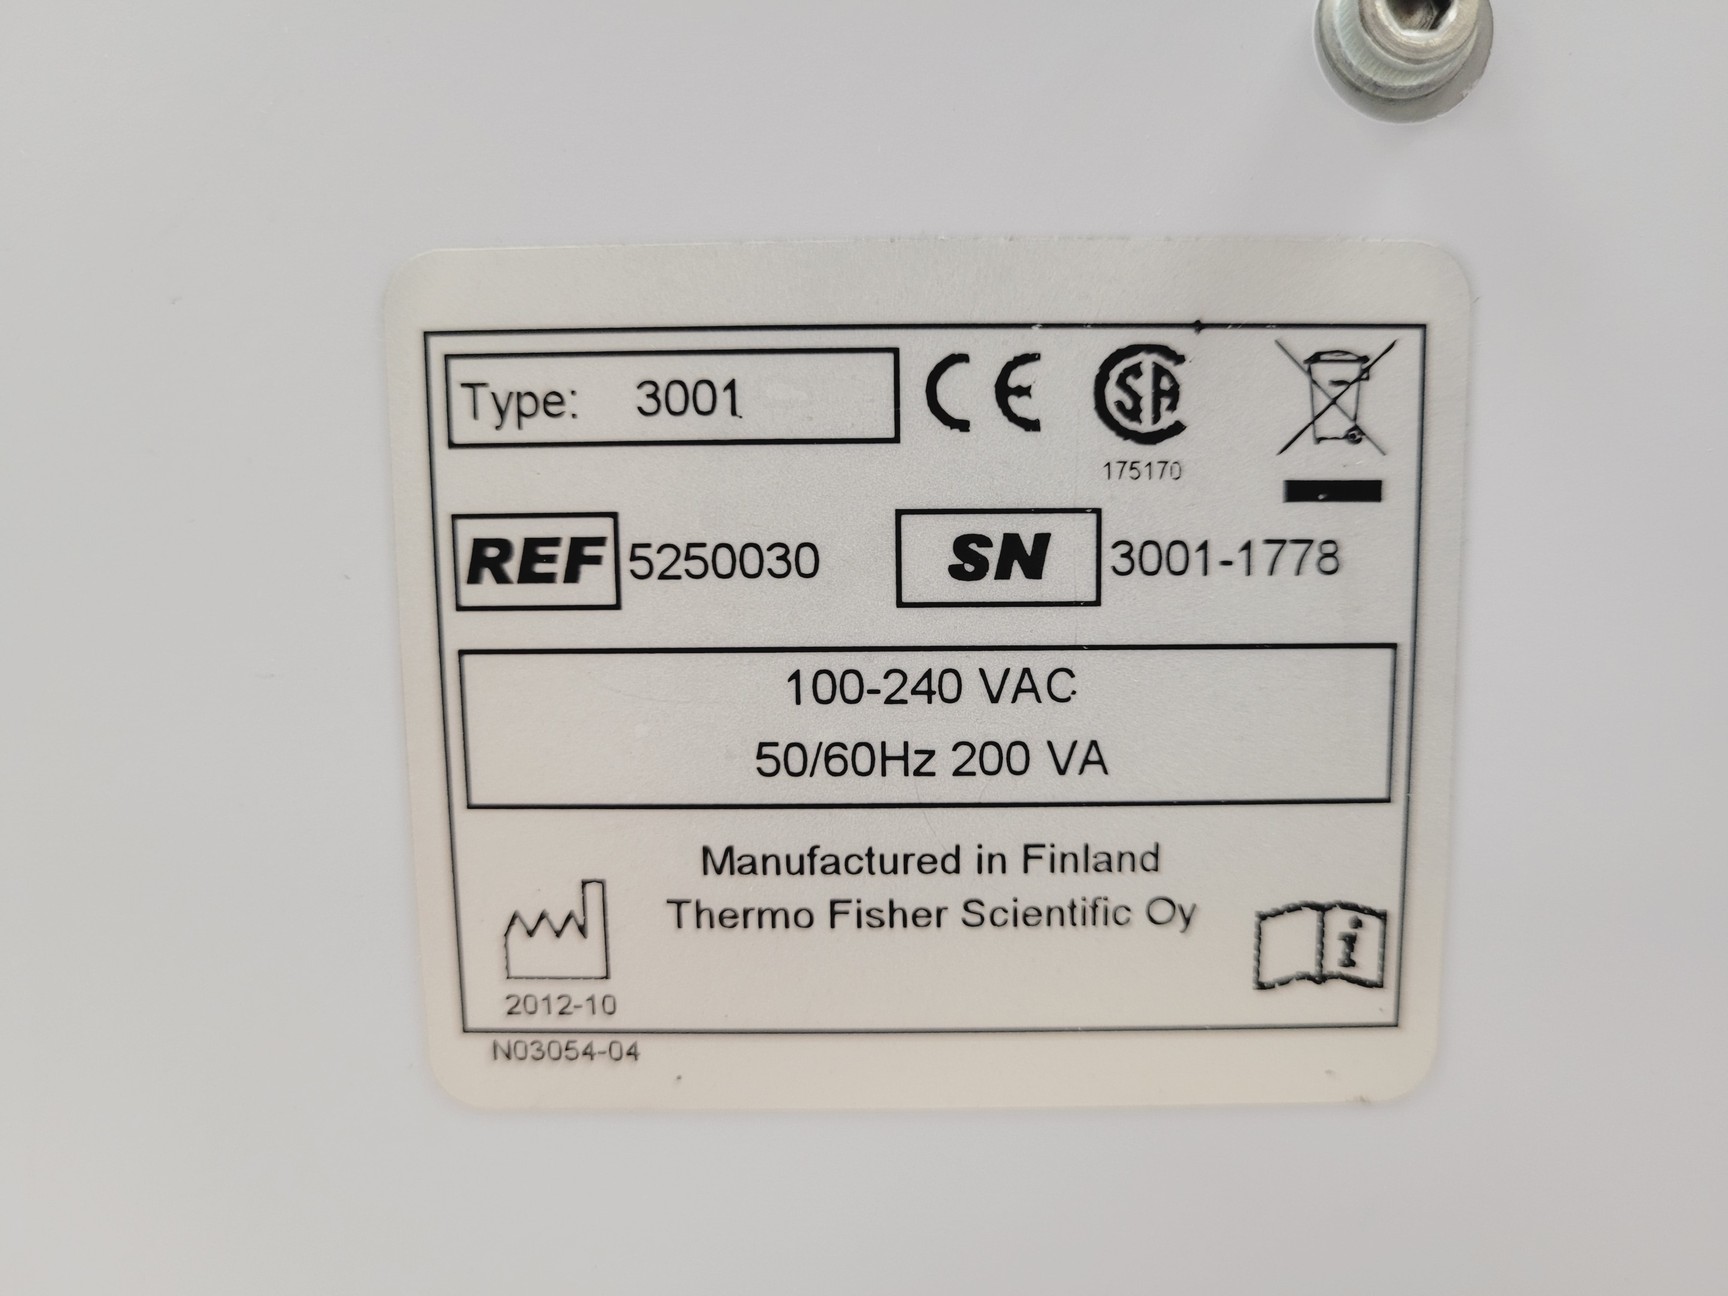 Type: 3001
CE
CSA
175170
REF 5250030
SN 3001-1778
100-240 VAC
50/60Hz 200 VA
Manufactured in Finland
Thermo Fisher Scientific Oy
i
2012-10
N03054-04